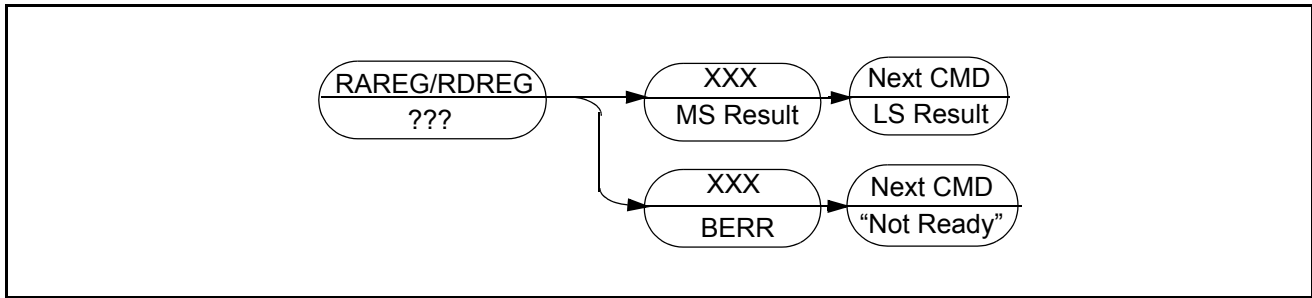 RAREG/RDREG
???
XXX
MS Result
Next CMD
LS Result
XXX
BERR
Next CMD
“Not Ready”